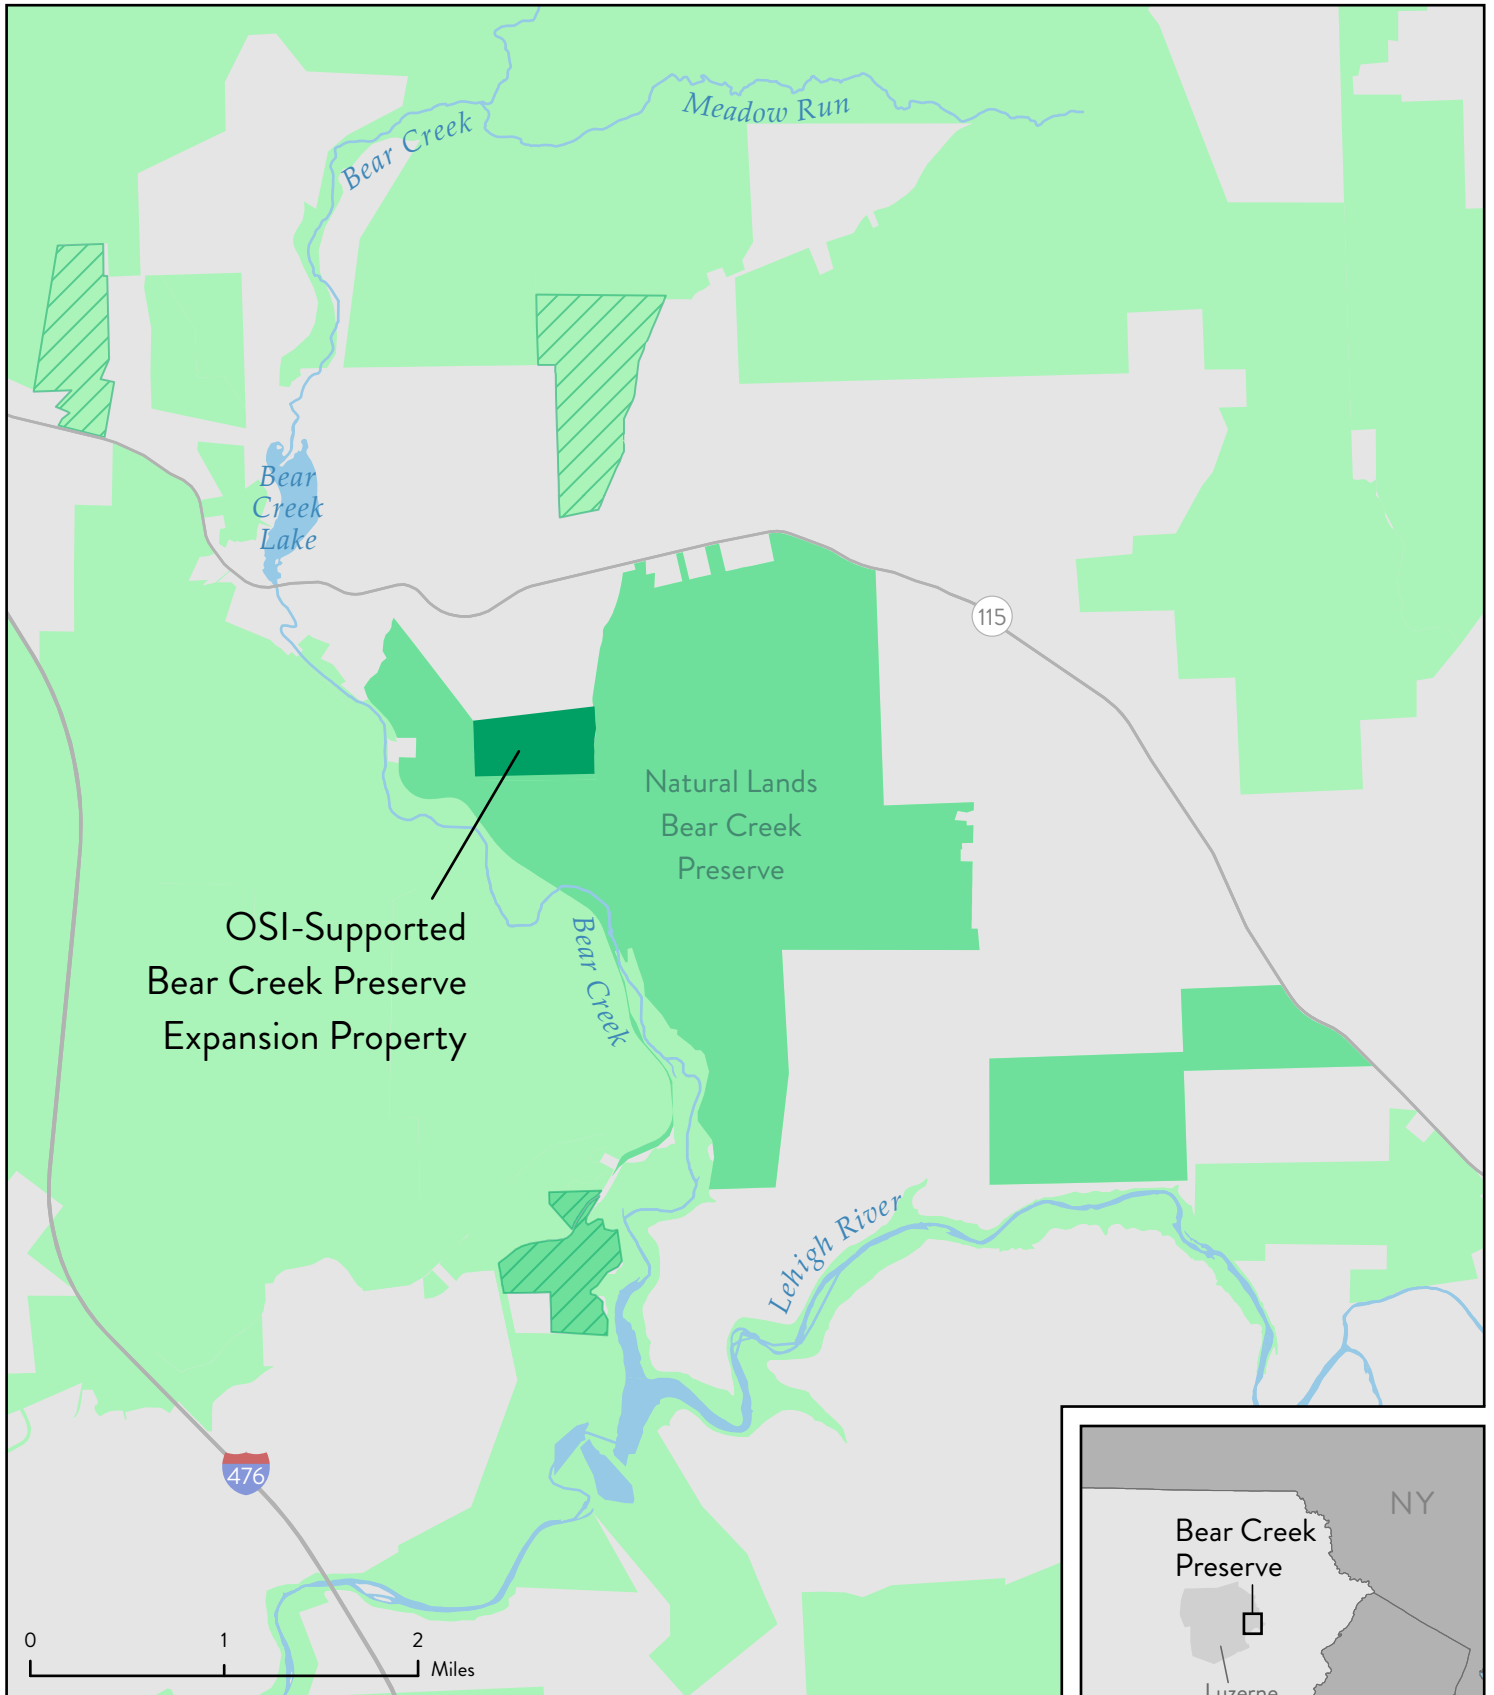 Meadow Run
Bear Creek
Bear
Creek
Lake
115
Natural Lands
Bear Creek
Preserve
OSI-Supported
Bear Creek Preserve
Expansion Property
Bear Creek
Lehigh River
476
0 1 2
Miles
NY
Bear Creek
Preserve
Luzerne